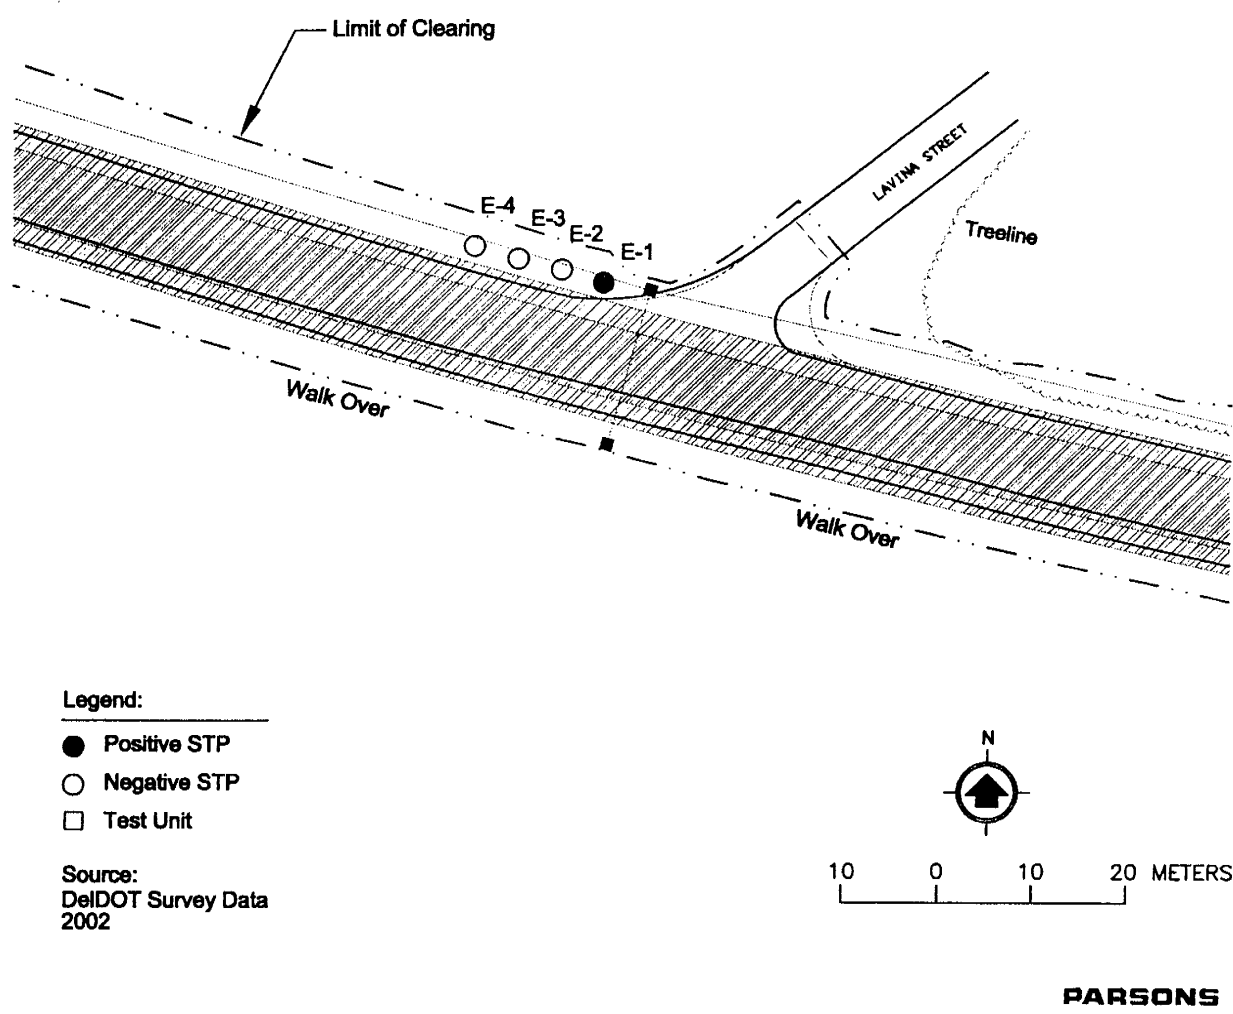 Limit of Clearing
LAVINA STREET
Treeline
E-4
E-3
E-2
E-1
Walk Over
Walk Over
Legend:
Positive STP
Negative STP
Test Unit
Source:
DelDOT Survey Data
2002
N
10 0 10 20 METERS
PARSONS